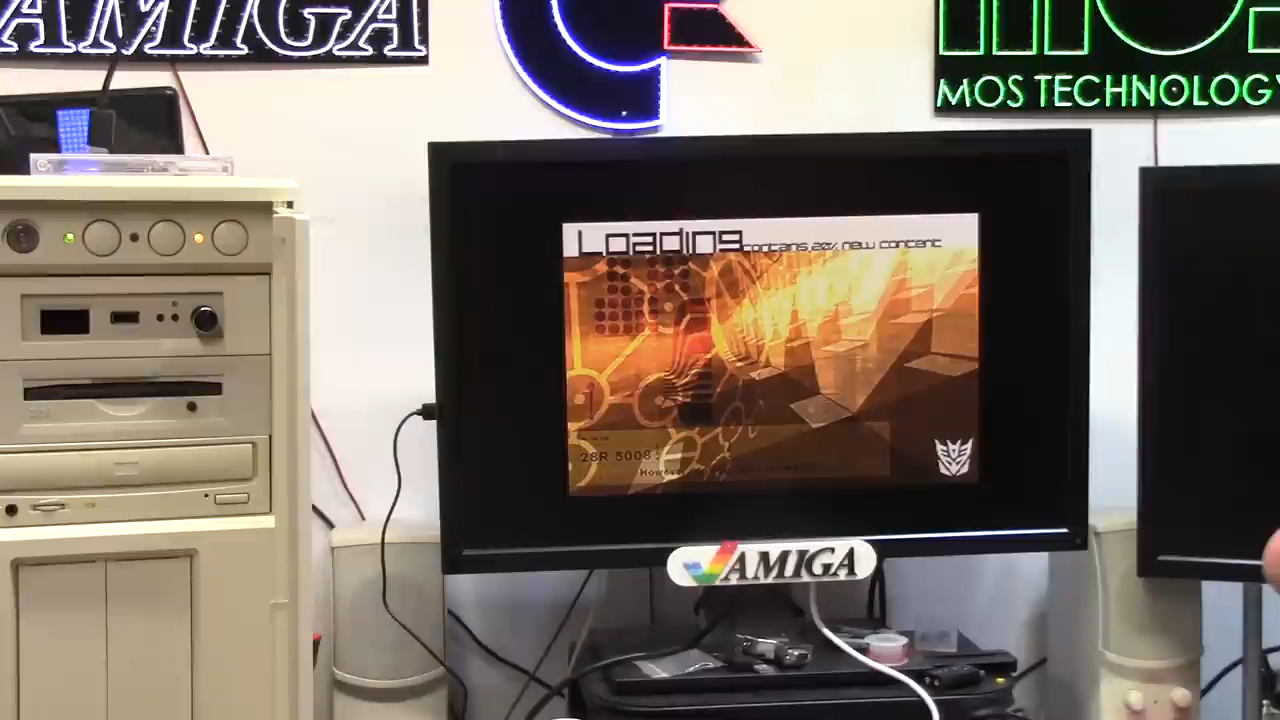 AMIGA
MOS TECHNOLOGY
Loading contains 20% new content
28R 5008
AMIGA